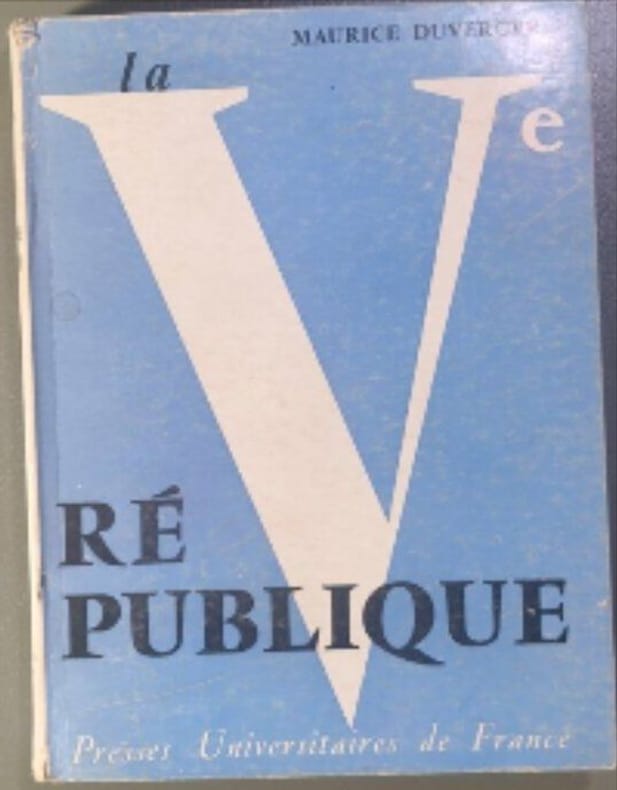 MAURICE DUVERGER
la
Ve
RÉ
PUBLIQUE
Presses Universitaires de France